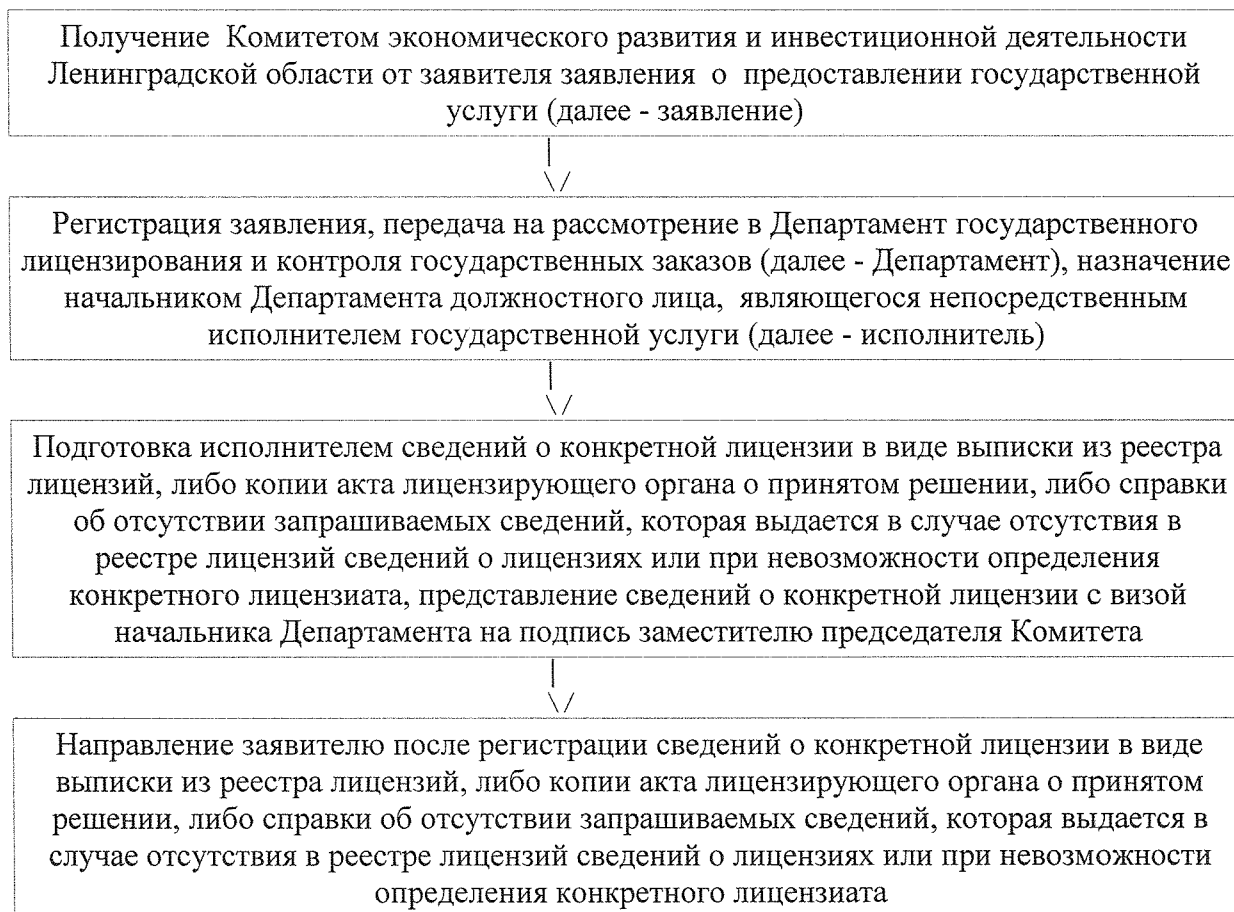 Получение Комитетом экономического развития и инвестиционной деятельности
Ленинградской области от заявителя заявления о предоставлении государственной
услуги (далее - заявление)
|
\/
Регистрация заявления, передача на рассмотрение в Департамент государственного
лицензирования и контроля государственных заказов (далее - Департамент), назначение
начальником Департамента должностного лица, являющегося непосредственным
исполнителем государственной услуги (далее - исполнитель)
|
\/
Подготовка исполнителем сведений о конкретной лицензии в виде выписки из реестра
лицензий, либо копии акта лицензирующего органа о принятом решении, либо справки
об отсутствии запрашиваемых сведений, которая выдается в случае отсутствия в
реестре лицензий сведений о лицензиях или при невозможности определения
конкретного лицензиата, представление сведений о конкретной лицензии с визой
начальника Департамента на подпись заместителю председателя Комитета
|
\/
Направление заявителю после регистрации сведений о конкретной лицензии в виде
выписки из реестра лицензий, либо копии акта лицензирующего органа о принятом
решении, либо справки об отсутствии запрашиваемых сведений, которая выдается в
случае отсутствия в реестре лицензий сведений о лицензиях или при невозможности
определения конкретного лицензиата